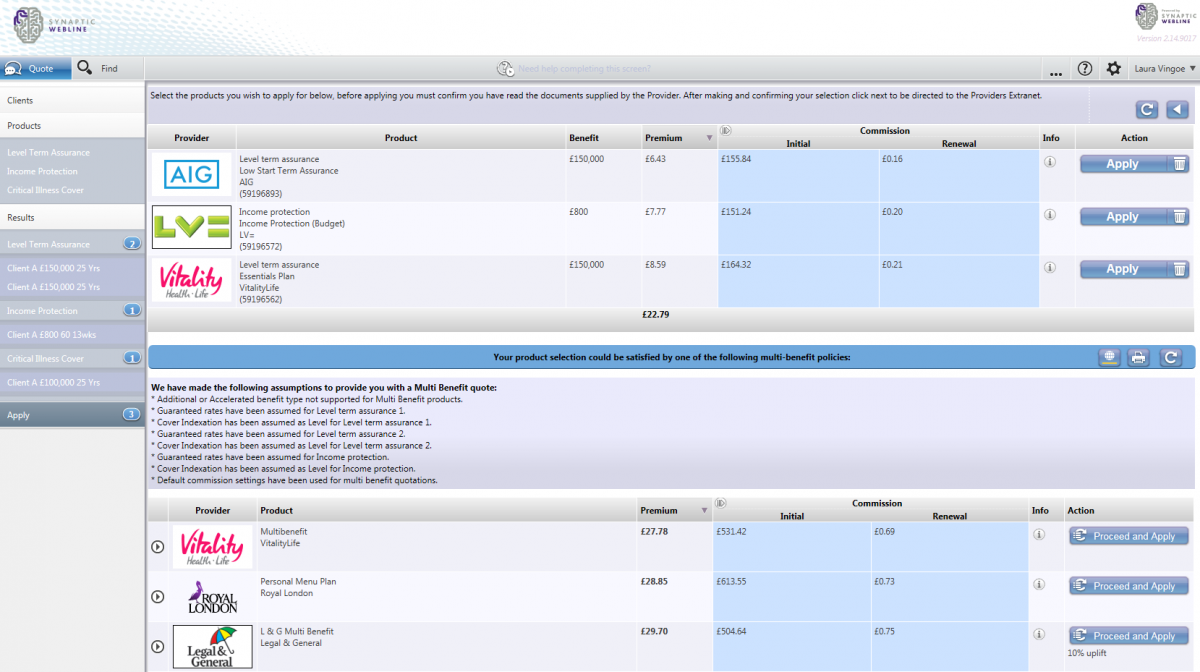 SYNAPTIC
WEBLINE
Powered by
SYNAPTIC
WEBLINE
Version 2.14.9017
Quote
Find
Need help completing this screen?
...
Laura Vingoe
Clients
Products
Level Term Assurance
Income Protection
Critical Illness Cover
Results
Level Term Assurance 2
Client A £150,000 25 Yrs
Client A £150,000 25 Yrs
Income Protection 1
Client A £800 60 13wks
Critical Illness Cover 1
Client A £100,000 25 Yrs
Apply 3
Select the products you wish to apply for below, before applying you must confirm you have read the documents supplied by the Provider. After making and confirming your selection click next to be directed to the Providers Extranet.
Provider Product Benefit Premium Commission Info Action
Initial Renewal
AIG
Level term assurance £150,000 £6.43 £155.84 £0.16 Apply
Low Start Term Assurance
AIG
(59196893)
LV=
Income protection £800 £7.77 £151.24 £0.20 Apply
Income Protection (Budget)
LV=
(59196572)
Vitality
Health · Life
Level term assurance £150,000 £8.59 £164.32 £0.21 Apply
Essentials Plan
VitalityLife
(59196562)
£22.79
Your product selection could be satisfied by one of the following multi-benefit policies:
We have made the following assumptions to provide you with a Multi Benefit quote:
* Additional or Accelerated benefit type not supported for Multi Benefit products.
* Guaranteed rates have been assumed for Level term assurance 1.
* Cover Indexation has been assumed as Level for Level term assurance 1.
* Guaranteed rates have been assumed for Level term assurance 2.
* Cover Indexation has been assumed as Level for Level term assurance 2.
* Guaranteed rates have been assumed for Income protection.
* Cover Indexation has been assumed as Level for Income protection.
* Default commission settings have been used for multi benefit quotations.
Provider Product Premium Commission Info Action
Initial Renewal
Vitality
Health · Life
Multibenefit £27.78 £531.42 £0.69 Proceed and Apply
VitalityLife
ROYAL
LONDON
Personal Menu Plan £28.85 £613.55 £0.73 Proceed and Apply
Royal London
Legal &
General
L & G Multi Benefit £29.70 £504.64 £0.75 Proceed and Apply
Legal & General
10% uplift